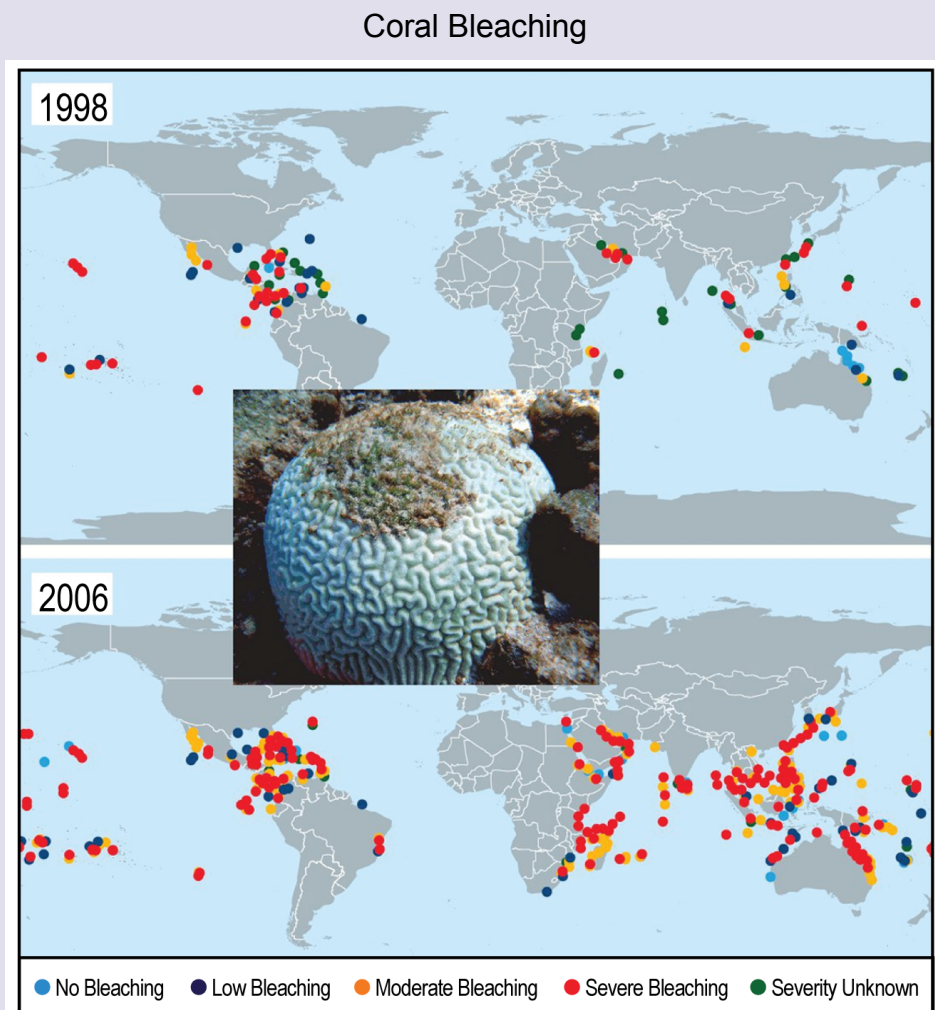 Coral Bleaching
1998
2006
No Bleaching
Low Bleaching
Moderate Bleaching
Severe Bleaching
Severity Unknown